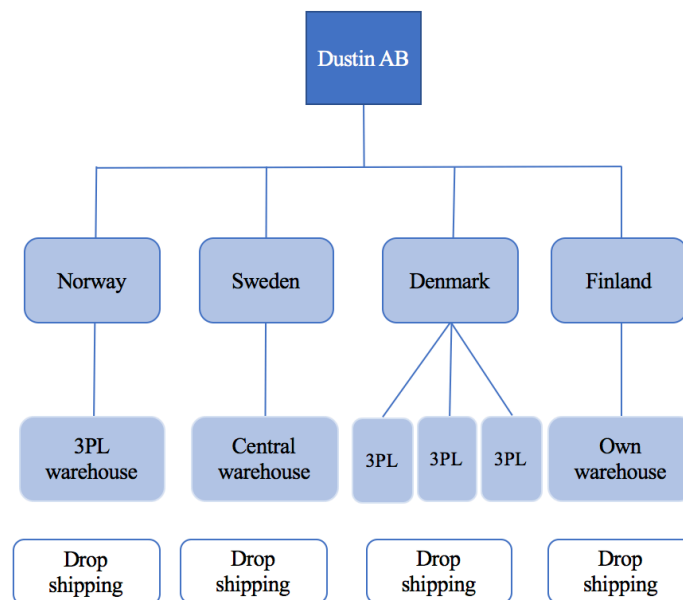 Dustin AB
Norway
Sweden
Denmark
Finland
3PL
warehouse
Central
warehouse
3PL
3PL
3PL
Own
warehouse
Drop
shipping
Drop
shipping
Drop
shipping
Drop
shipping